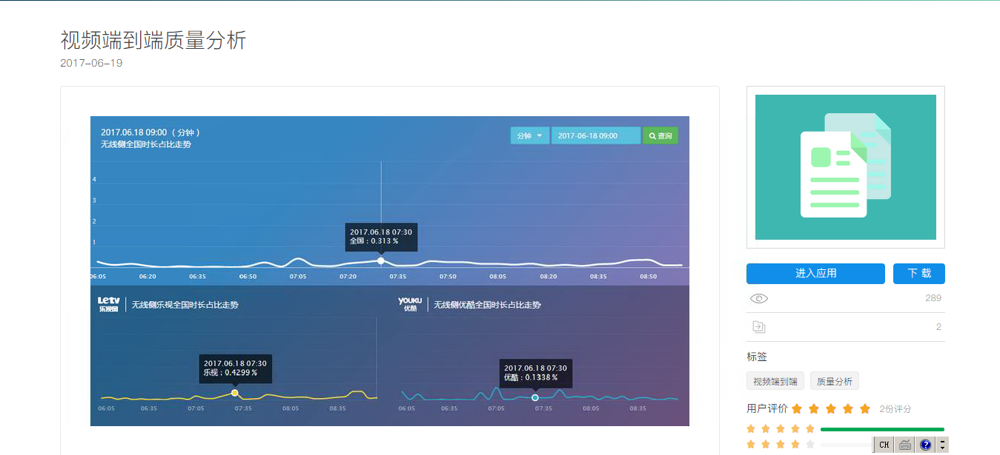 视频端到端质量分析
2017-06-19
2017.06.18 09:00 ( 分钟 )
无线侧全国时长占比走势
分钟 2017-06-18 09:00 查询
4
3
2
1
2017.06.18 07:30
全国 : 0.313 %
06:05 06:20 06:35 06:50 07:05 07:20 07:35 07:50 08:05 08:20 08:35 08:50
Letv
乐视网
无线侧乐视全国时长占比走势
2017.06.18 07:30
乐视 : 0.4299 %
06:05 06:35 07:05 07:35 08:05 08:35
YOUKU
优酷
无线侧优酷全国时长占比走势
2017.06.18 07:30
优酷 : 0.1338 %
06:05 06:35 07:05 07:35 08:05 08:35
进入应用 下 载
289
2
标签
视频端到端 质量分析
用户评价 2份评分
CH